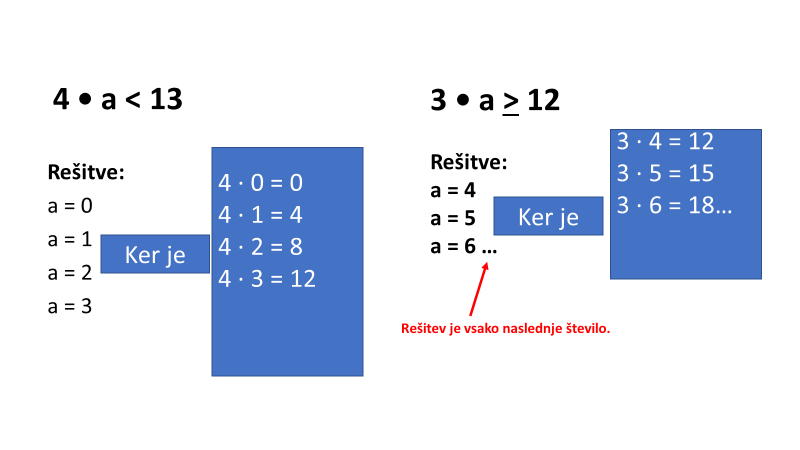 4 • a < 13
Rešitve:
a = 0
a = 1
a = 2
a = 3
Ker je
4 · 0 = 0
4 · 1 = 4
4 · 2 = 8
4 · 3 = 12
3 • a > 12
Rešitve:
a = 4
a = 5
a = 6 …
Ker je
3 · 4 = 12
3 · 5 = 15
3 · 6 = 18…
Rešitev je vsako naslednje število.